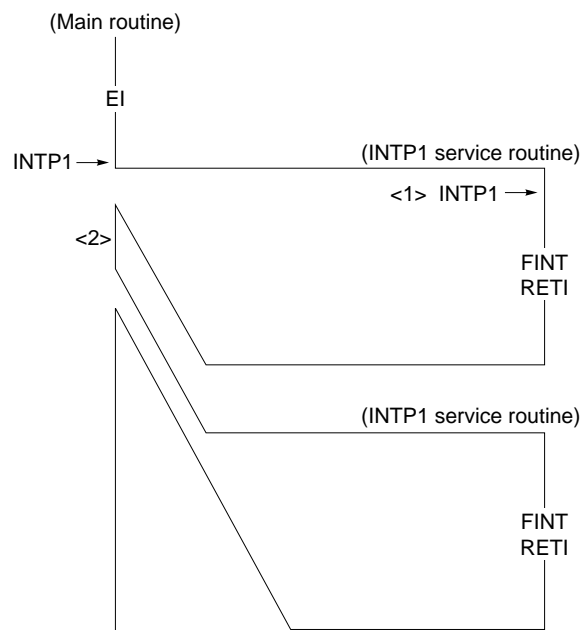 (Main routine)
EI
INTP1
(INTP1 service routine)
<1> INTP1
<2>
FINT
RETI
(INTP1 service routine)
FINT
RETI